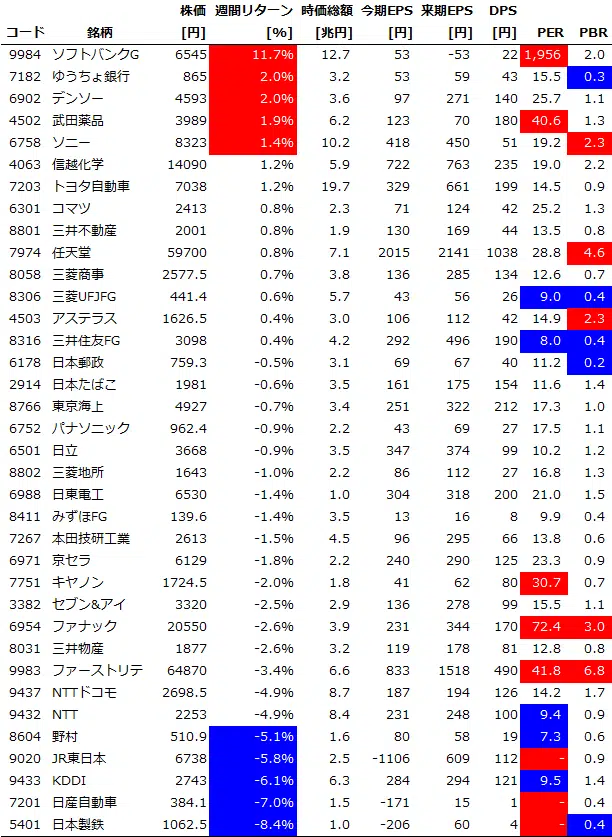 株価 週間リターン 時価総額 今期EPS 来期EPS DPS
コード 銘柄 [円] [%] [兆円] [円] [円] [円] PER PBR
9984 ソフトバンクG 6545 11.7% 12.7 53 -53 22 1,956 2.0
7182 ゆうちょ銀行 865 2.0% 3.2 53 59 43 15.5 0.3
6902 デンソー 4593 2.0% 3.6 97 271 140 25.7 1.1
4502 武田薬品 3989 1.9% 6.2 123 70 180 40.6 1.3
6758 ソニー 8323 1.4% 10.2 418 450 51 19.2 2.3
4063 信越化学 14090 1.2% 5.9 722 763 235 19.0 2.2
7203 トヨタ自動車 7038 1.2% 19.7 329 661 199 14.5 0.9
6301 コマツ 2413 0.8% 2.3 71 124 42 25.2 1.3
8801 三井不動産 2001 0.8% 1.9 130 169 44 13.5 0.8
7974 任天堂 59700 0.8% 7.1 2015 2141 1038 28.8 4.6
8058 三菱商事 2577.5 0.7% 3.8 136 285 134 12.6 0.7
8306 三菱UFJFG 441.4 0.6% 5.7 43 56 26 9.0 0.4
4503 アステラス 1626.5 0.4% 3.0 106 112 42 14.9 2.3
8316 三井住友FG 3098 0.4% 4.2 292 496 190 8.0 0.4
6178 日本郵政 759.3 -0.5% 3.1 69 67 40 11.2 0.2
2914 日本たばこ 1981 -0.6% 3.5 161 175 154 11.6 1.4
8766 東京海上 4927 -0.7% 3.4 251 322 212 17.3 1.0
6752 パナソニック 962.4 -0.9% 2.2 43 69 27 17.5 1.1
6501 日立 3668 -0.9% 3.5 347 374 99 10.2 1.2
8802 三菱地所 1643 -1.0% 2.2 86 112 27 16.8 1.3
6988 日東電工 6530 -1.4% 1.0 304 318 200 21.0 1.5
8411 みずほFG 139.6 -1.4% 3.5 13 16 8 9.9 0.4
7267 本田技研工業 2613 -1.5% 4.5 96 295 66 13.8 0.6
6971 京セラ 6129 -1.8% 2.2 240 290 125 23.3 0.9
7751 キヤノン 1724.5 -2.0% 1.8 41 62 80 30.7 0.7
3382 セブン&アイ 3320 -2.5% 2.9 136 278 99 15.5 1.1
6954 ファナック 20550 -2.6% 3.9 231 344 170 72.4 3.0
8031 三井物産 1877 -2.6% 3.2 119 178 81 12.8 0.8
9983 ファーストリテ 64870 -3.4% 6.6 833 1518 490 41.8 6.8
9437 NTTドコモ 2698.5 -4.9% 8.7 187 194 126 14.2 1.7
9432 NTT 2253 -4.9% 8.4 231 248 100 9.4 0.9
8604 野村 510.9 -5.1% 1.6 80 58 19 7.3 0.6
9020 JR東日本 6738 -5.8% 2.5 -1106 609 112 - 0.9
9433 KDDI 2743 -6.1% 6.3 284 294 121 9.5 1.4
7201 日産自動車 384.1 -7.0% 1.5 -171 15 1 - 0.4
5401 日本製鉄 1062.5 -8.4% 1.0 -206 60 4 - 0.4